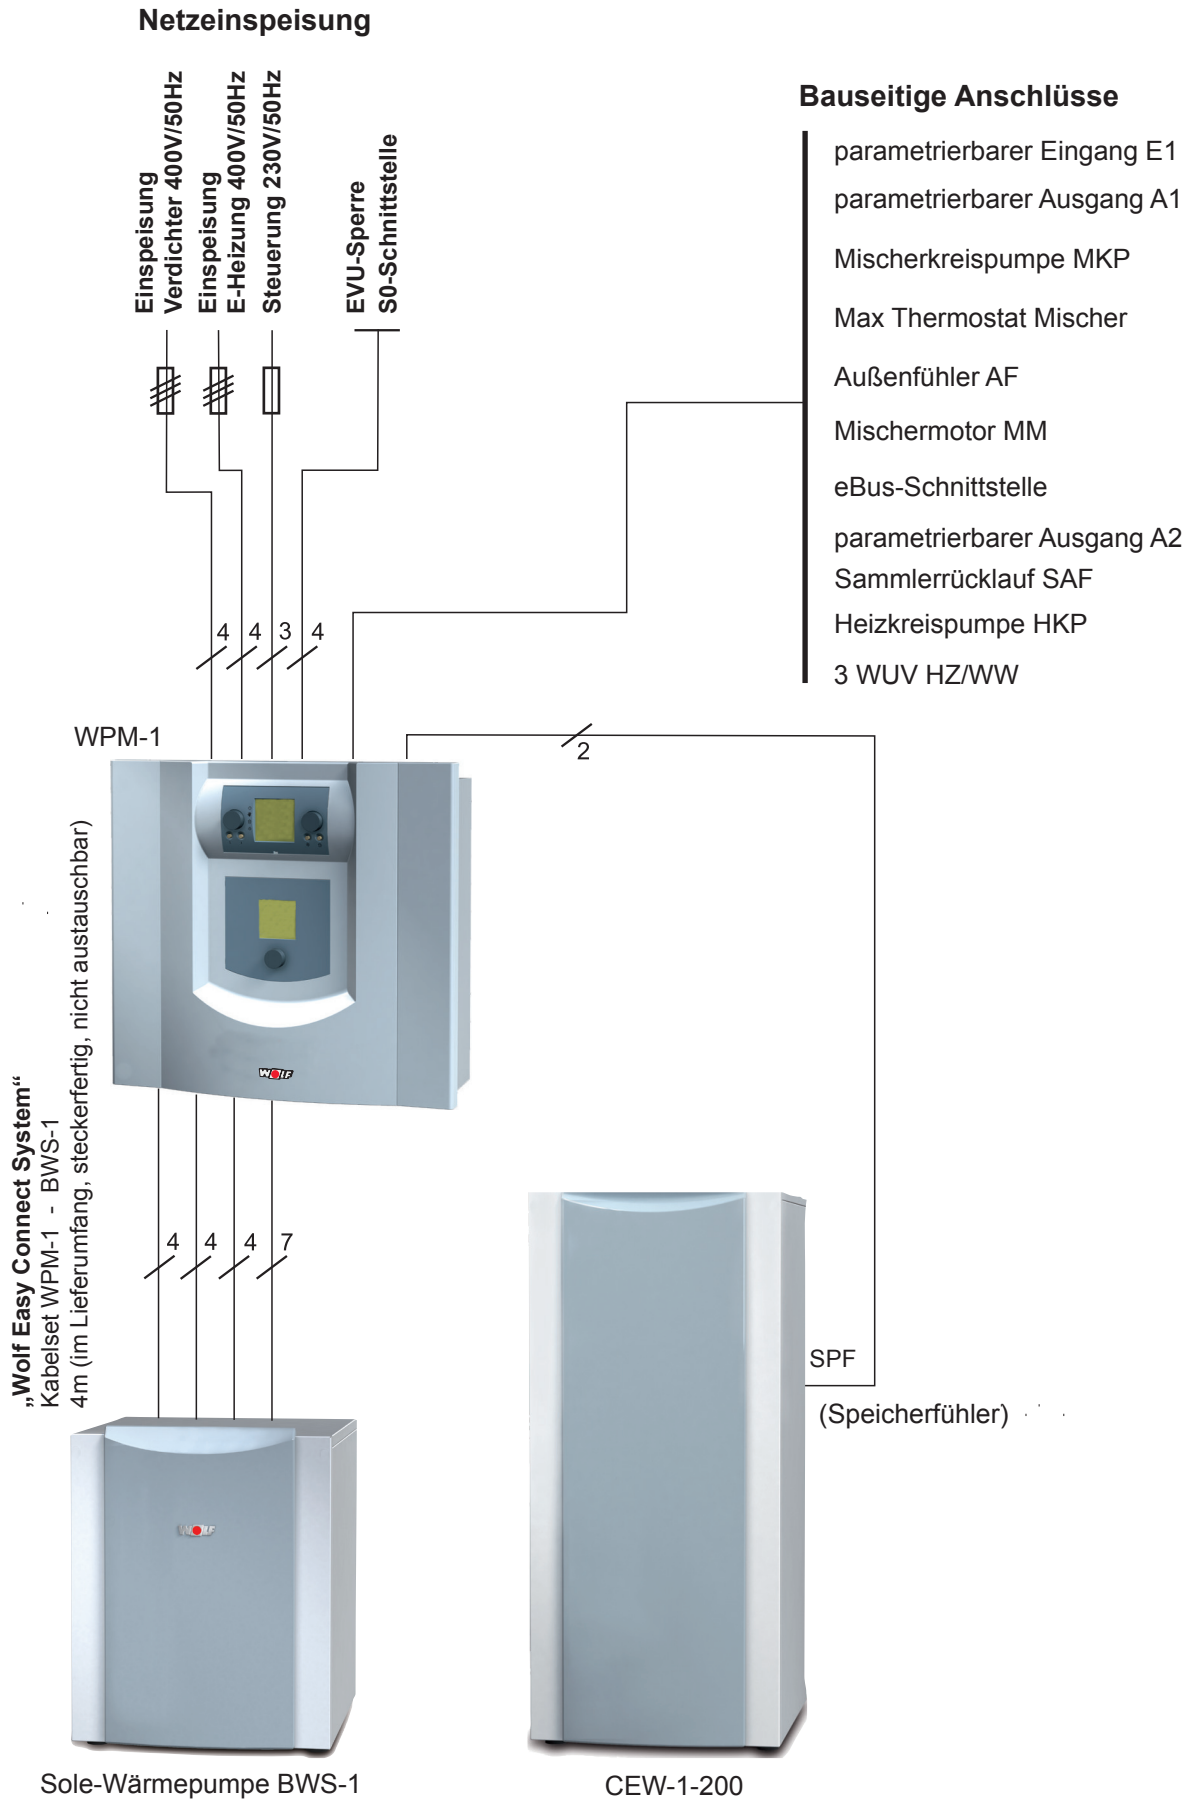 Netzeinspeisung
Einspeisung
Verdichter 400V/50Hz
Einspeisung
E-Heizung 400V/50Hz
Steuerung 230V/50Hz
EVU-Sperre
S0-Schnittstelle
Bauseitige Anschlüsse
parametrierbarer Eingang E1
parametrierbarer Ausgang A1
Mischerkreispumpe MKP
Max Thermostat Mischer
Außenfühler AF
Mischermotor MM
eBus-Schnittstelle
parametrierbarer Ausgang A2
Sammlerrücklauf SAF
Heizkreispumpe HKP
3 WUV HZ/WW
4 4 3 4
WPM-1
2
WOLF
„Wolf Easy Connect System“
Kabelset WPM-1 - BWS-1
4m (im Lieferumfang, steckerfertig, nicht austauschbar)
4 4 4 7
SPF
(Speicherfühler)
WOLF
Sole-Wärmepumpe BWS-1
CEW-1-200